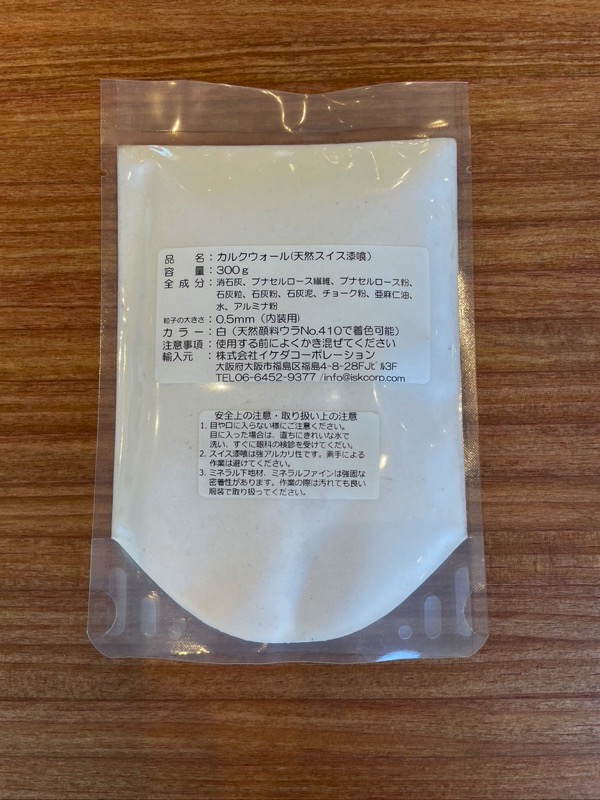 品名：カルクウォール(天然スイス漆喰）
容量：300ｇ
全成分：消石灰、ブナセルロース繊維、ブナセルロース粉、
石灰粒、石灰粉、石灰泥、チョーク粉、亜麻仁油、
水、アルミナ粉
粒子の大きさ：0.5mm（内装用）
カラー：白（天然顔料ウラNo.410で着色可能）
注意事項：使用する前によくかき混ぜてください
輸入元：株式会社イケダコーポレーション
大阪府大阪市福島区福島4-8-28FJﾋﾞﾙ3F
TEL06-6452-9377 /info@iskcorp.com
安全上の注意・取り扱い上の注意
1. 目や口に入らない様にご注意ください。
目に入った場合は、直ちにきれいな水で
洗い、すぐに眼科の検診を受けてください。
2. スイス漆喰は強アルカリ性です。素手による
作業は避けてください。
3. ミネラル下地材、ミネラルファインは強固な
密着性があります。作業の際は汚れても良い
服装で取り扱ってください。